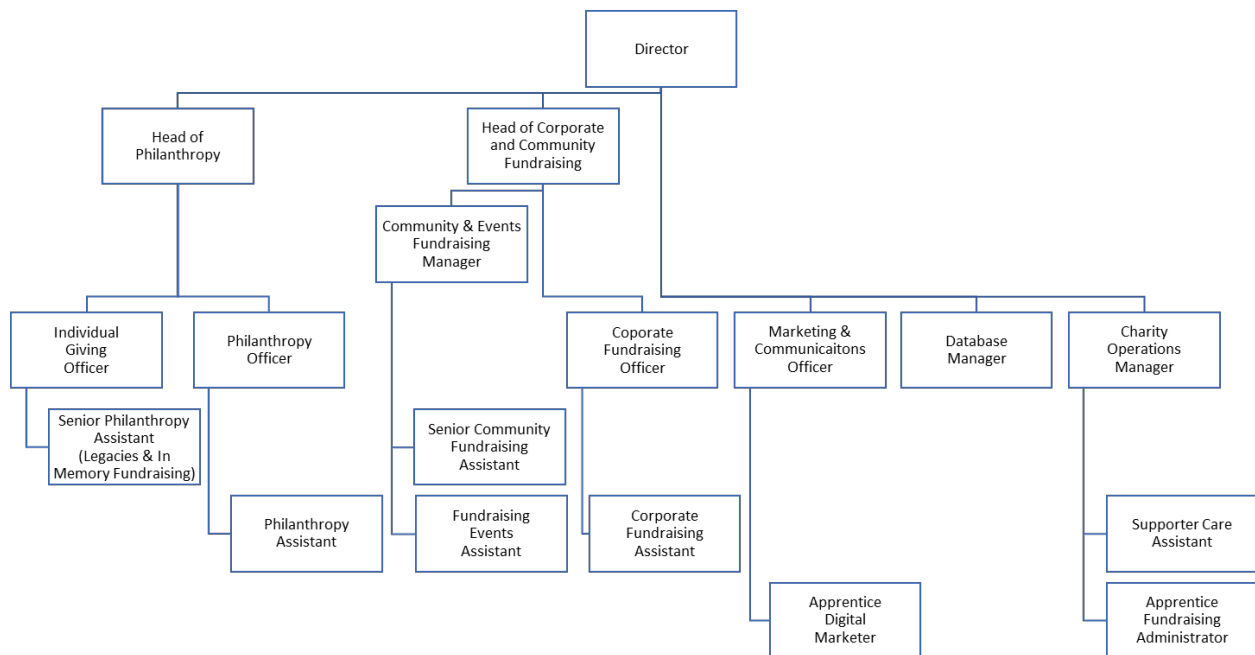 Director
Head of
Philanthropy
Head of Corporate
and Community
Fundraising
Community & Events
Fundraising
Manager
Individual
Giving
Officer
Philanthropy
Officer
Coporate
Fundraising
Officer
Marketing &
Communicaitons
Officer
Database
Manager
Charity
Operations
Manager
Senior Philanthropy
Assistant
(Legacies & In
Memory Fundraising)
Senior Community
Fundraising
Assistant
Philanthropy
Assistant
Fundraising
Events
Assistant
Corporate
Fundraising
Assistant
Supporter Care
Assistant
Apprentice
Digital
Marketer
Apprentice
Fundraising
Administrator